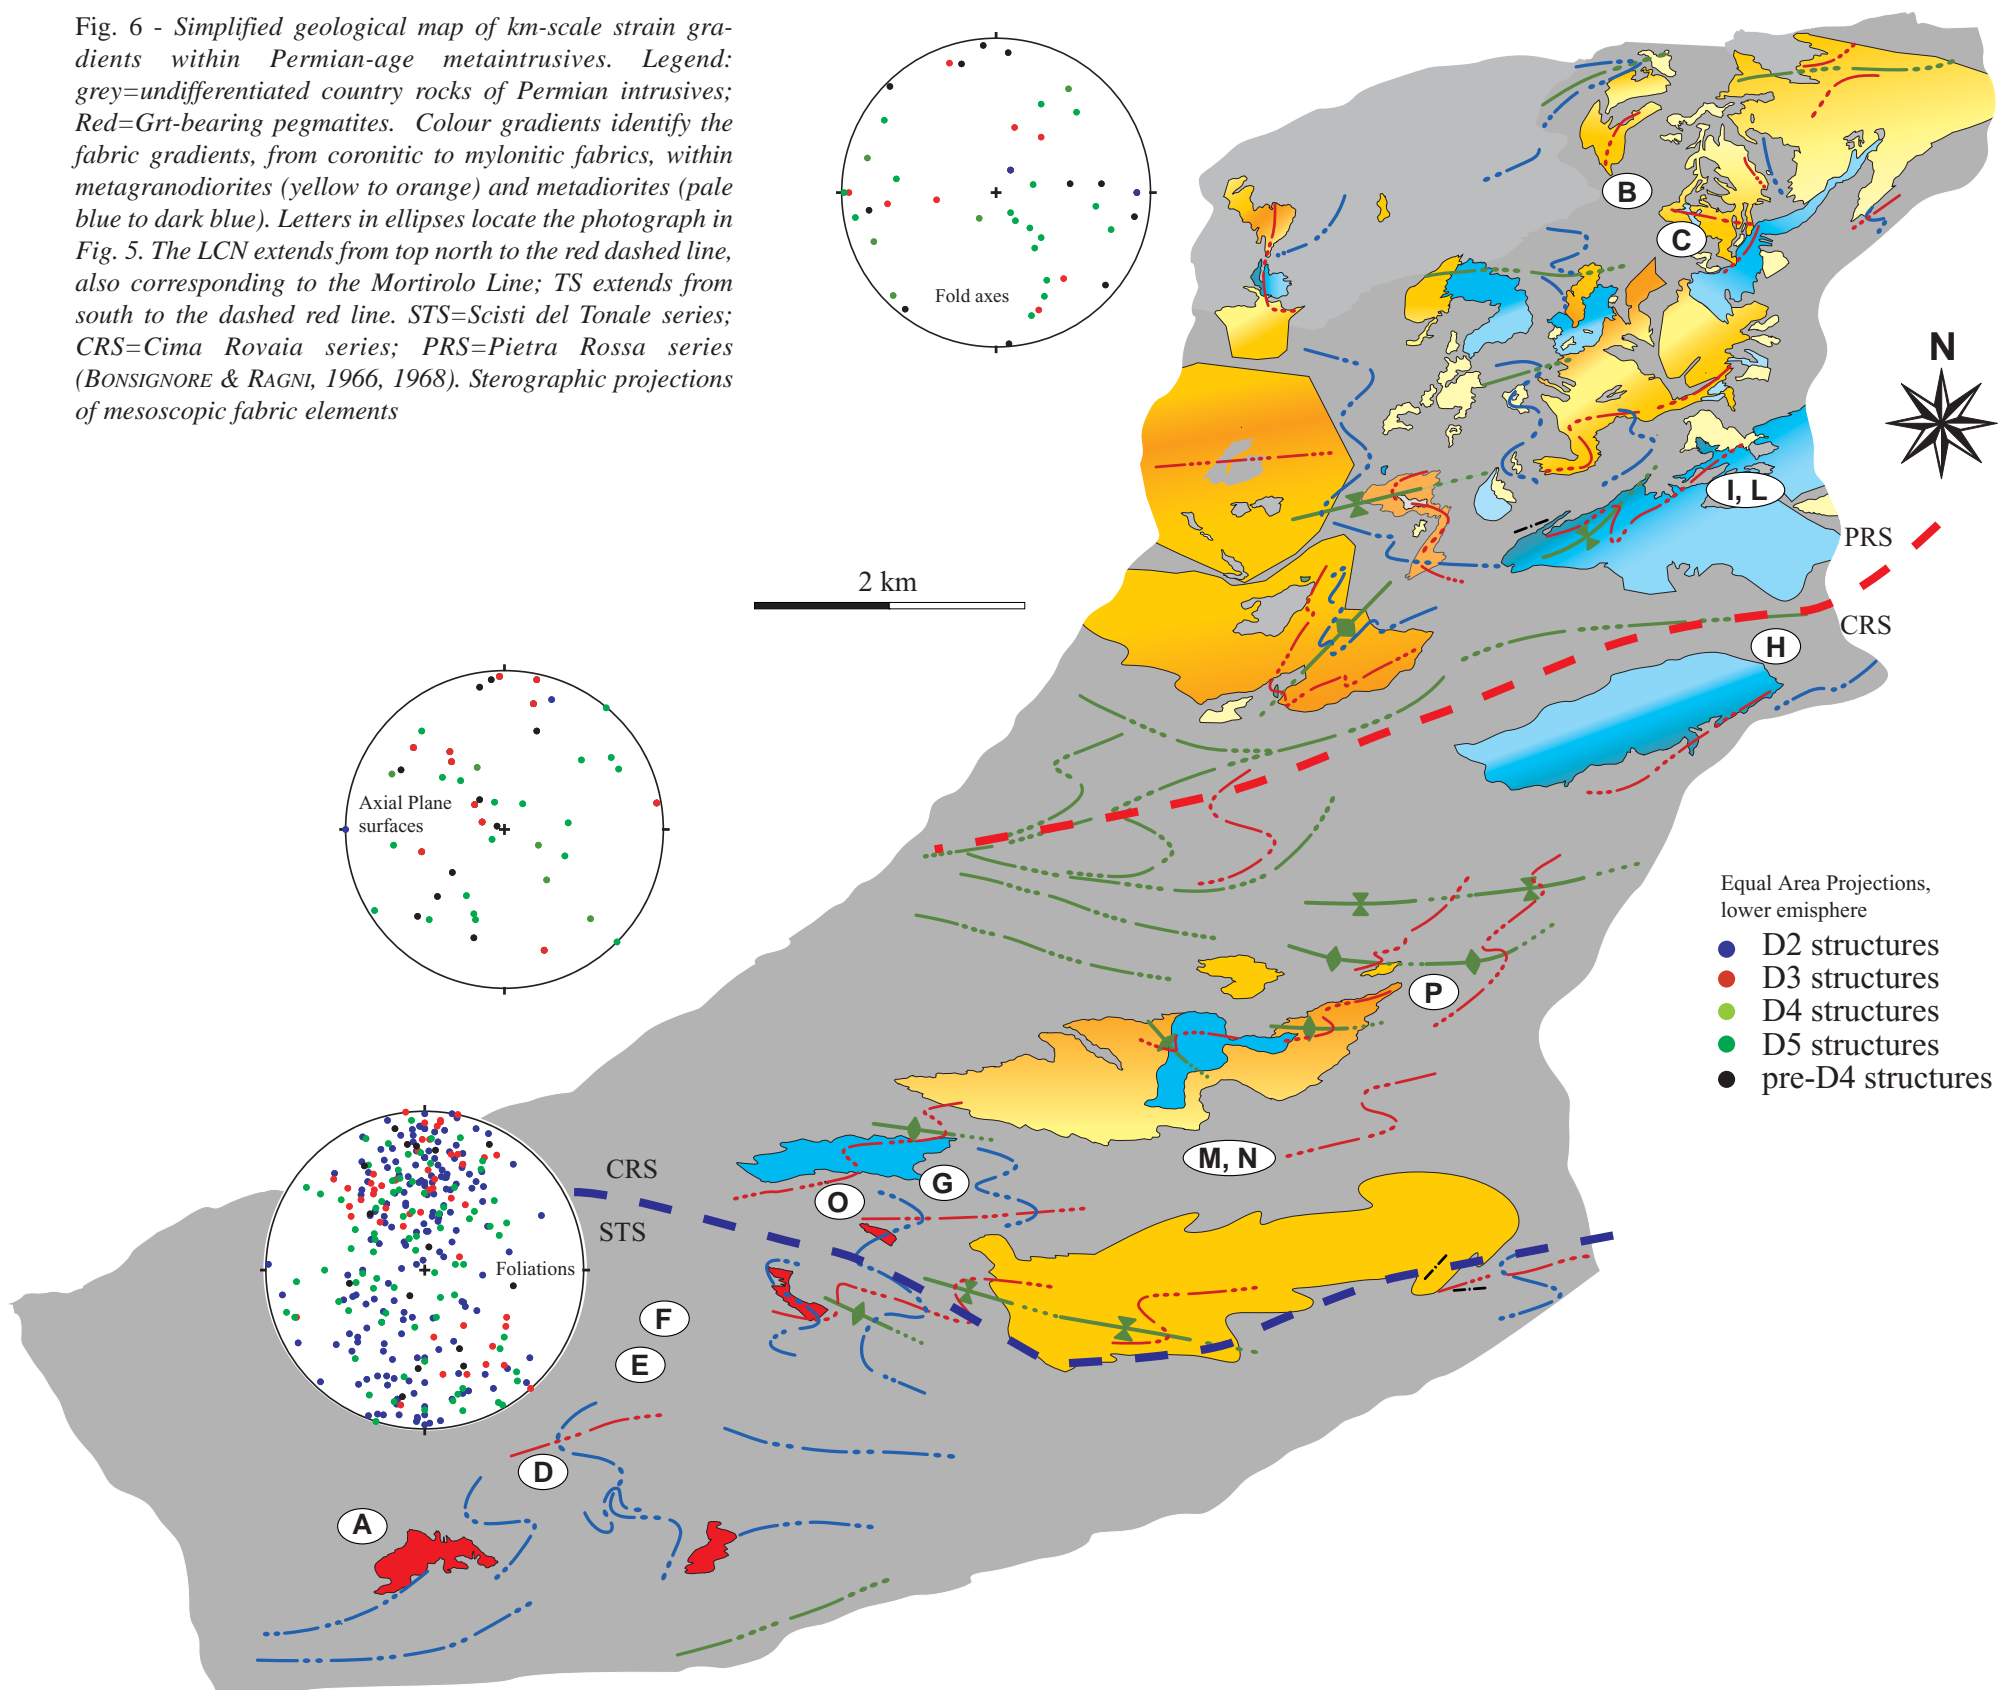 Fig. 6 - Simplified geological map of km-scale strain gra-
dients within Permian-age metaintrusives. Legend:
grey=undifferentiated country rocks of Permian intrusives;
Red=Grt-bearing pegmatites. Colour gradients identify the
fabric gradients, from coronitic to mylonitic fabrics, within
metagranodiorites (yellow to orange) and metadiorites (pale
blue to dark blue). Letters in ellipses locate the photograph in
Fig. 5. The LCN extends from top north to the red dashed line,
also corresponding to the Mortirolo Line; TS extends from
south to the dashed red line. STS=Scisti del Tonale series;
CRS=Cima Rovaia series; PRS=Pietra Rossa series
(BONSIGNORE & RAGNI, 1966, 1968). Sterographic projections
of mesoscopic fabric elements
Fold axes
B
C
N
I, L
PRS
2 km
CRS
H
Axial Plane
surfaces
Equal Area Projections,
lower emisphere
D2 structures
D3 structures
D4 structures
D5 structures
pre-D4 structures
P
M, N
CRS
G
O
STS
Foliations
F
E
D
A